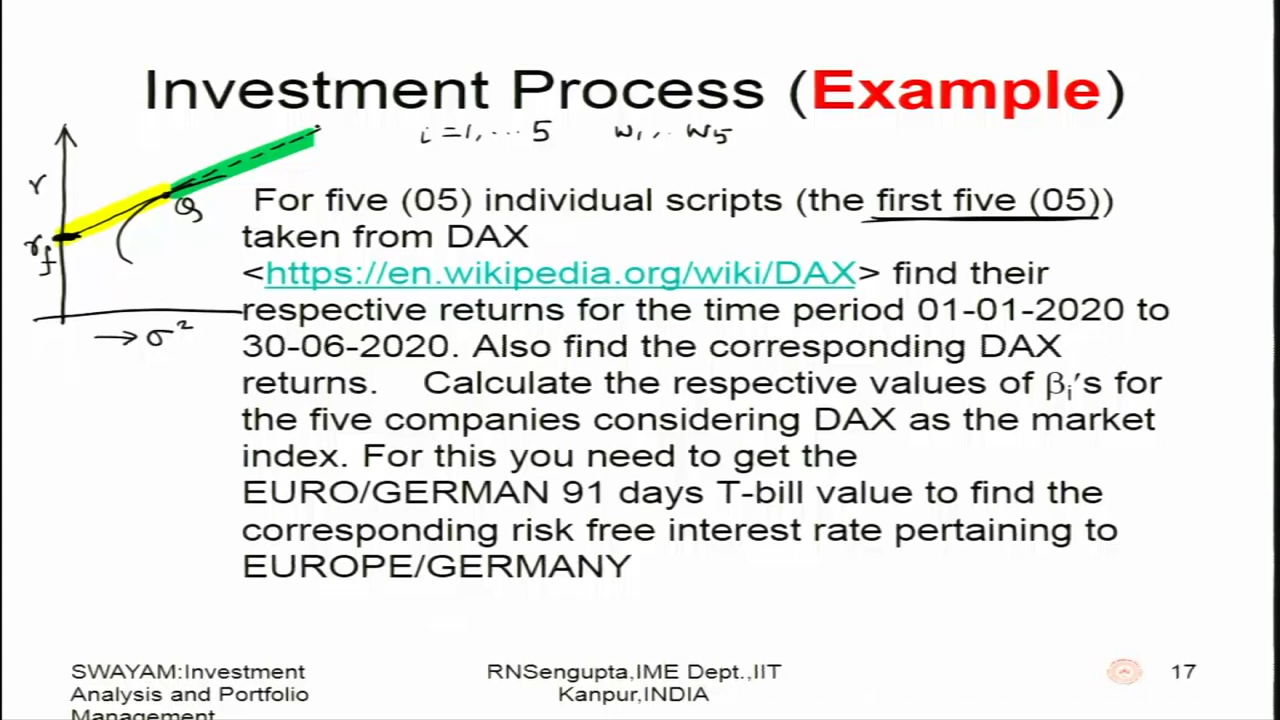 Investment Process (Example)
i=1,...5 w1,..w5
r
Q
rf
→σ²
For five (05) individual scripts (the first five (05))
taken from DAX
<https://en.wikipedia.org/wiki/DAX> find their
respective returns for the time period 01-01-2020 to
30-06-2020. Also find the corresponding DAX
returns. Calculate the respective values of βi's for
the five companies considering DAX as the market
index. For this you need to get the
EURO/GERMAN 91 days T-bill value to find the
corresponding risk free interest rate pertaining to
EUROPE/GERMANY
SWAYAM:Investment
Analysis and Portfolio
Management
RNSengupta,IME Dept.,IIT
Kanpur,INDIA
17